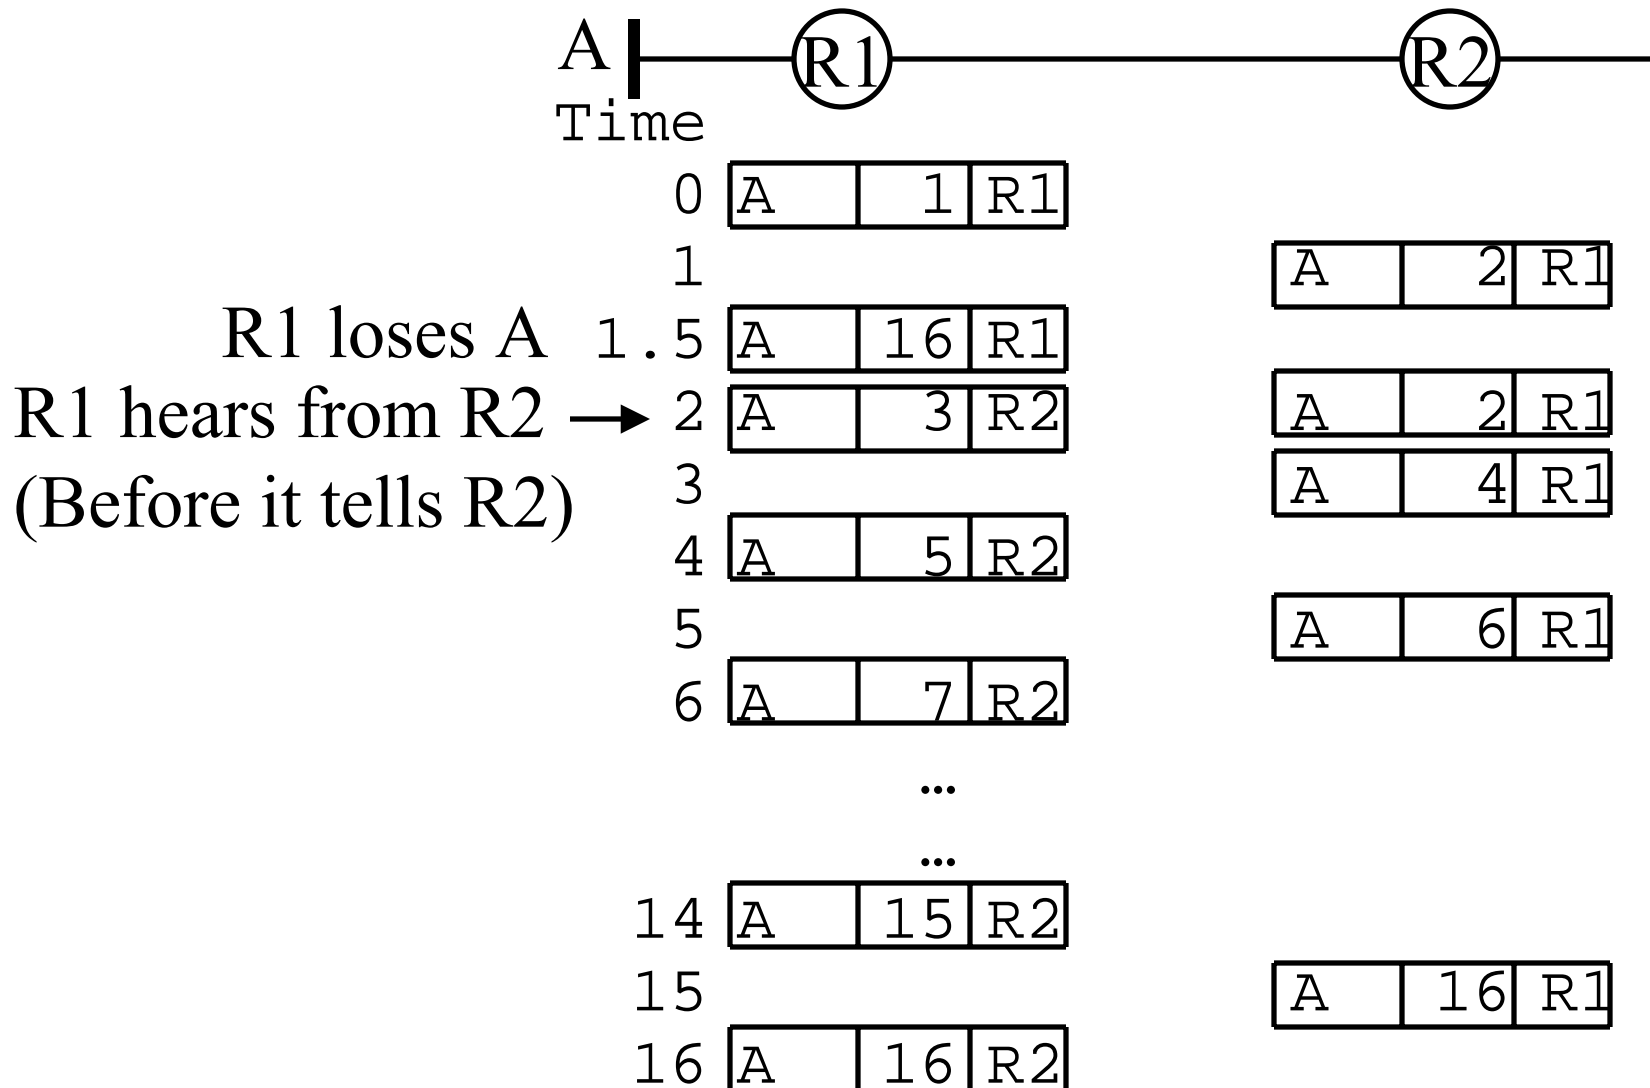 A R1 R2
Time
0 A 1 R1
1 A 2 R1
R1 loses A 1.5 A 16 R1
R1 hears from R2 2 A 3 R2 A 2 R1
(Before it tells R2) 3 A 4 R1
4 A 5 R2
5 A 6 R1
6 A 7 R2
...
...
14 A 15 R2
15 A 16 R1
16 A 16 R2